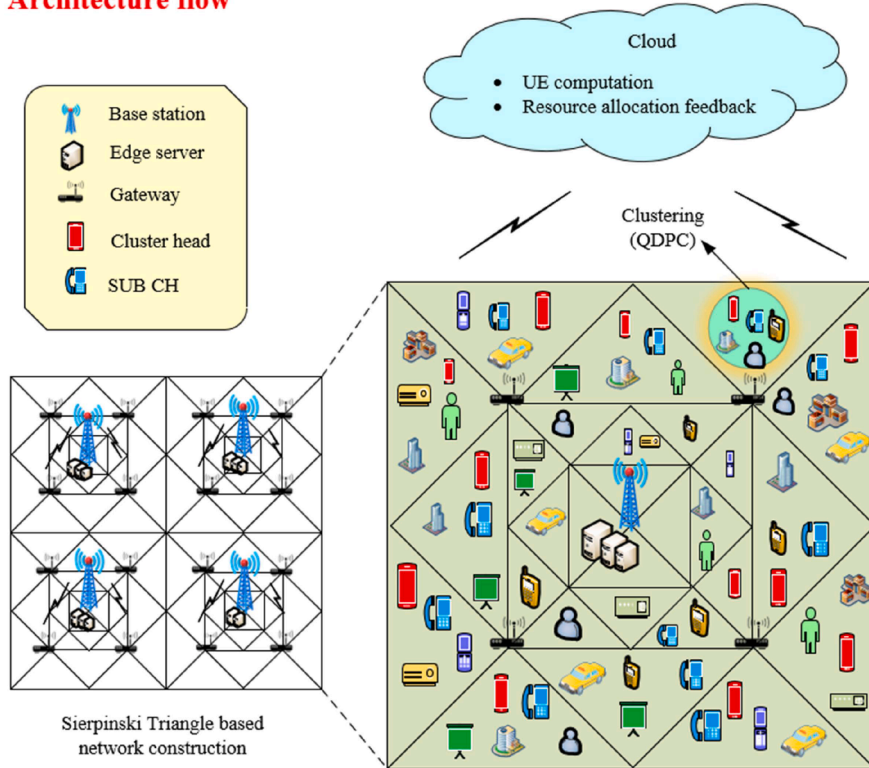 Architecture flow
Cloud
• UE computation
• Resource allocation feedback
Base station
Edge server
Gateway
Cluster head
SUB CH
Clustering
(QDPC)
Sierpinski Triangle based
network construction